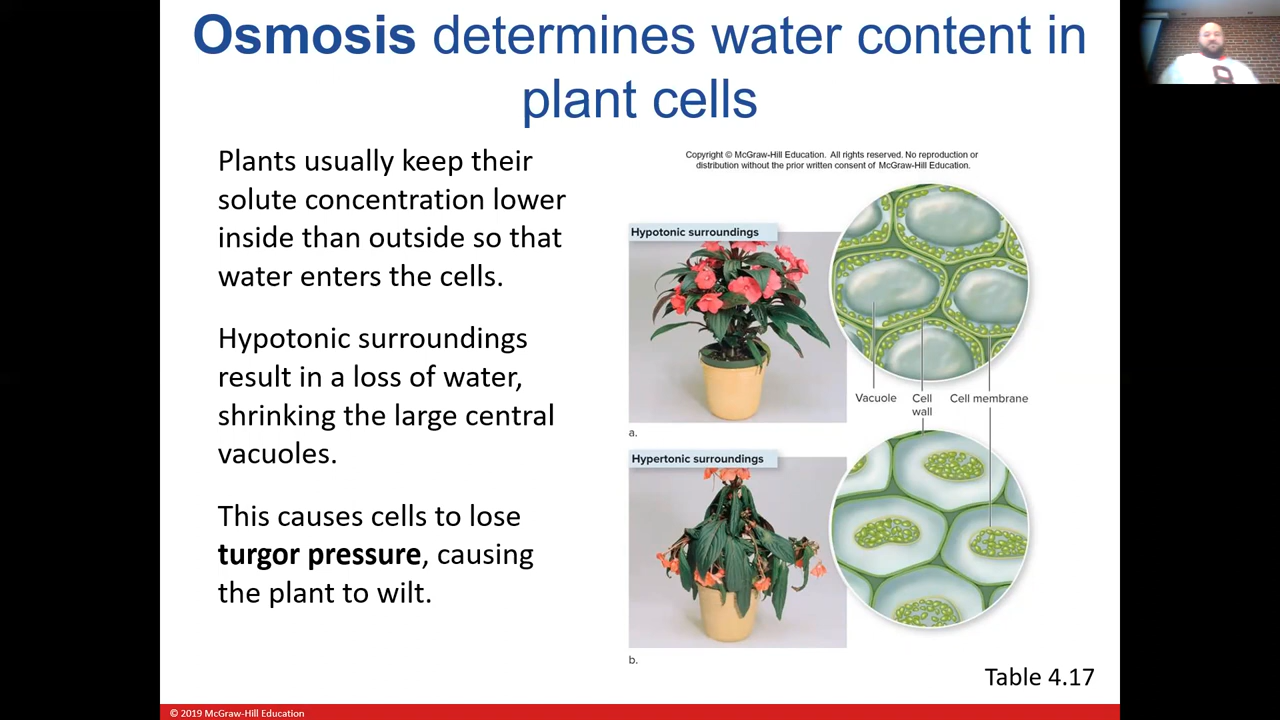 Osmosis determines water content in
plant cells
Plants usually keep their
solute concentration lower
inside than outside so that
water enters the cells.
Hypotonic surroundings
result in a loss of water,
shrinking the large central
vacuoles.
This causes cells to lose
turgor pressure, causing
the plant to wilt.
Copyright © McGraw-Hill Education. All rights reserved. No reproduction or
distribution without the prior written consent of McGraw-Hill Education.
Hypotonic surroundings
Vacuole
Cell
wall
Cell membrane
a.
Hypertonic surroundings
b.
Table 4.17
© 2019 McGraw-Hill Education
8